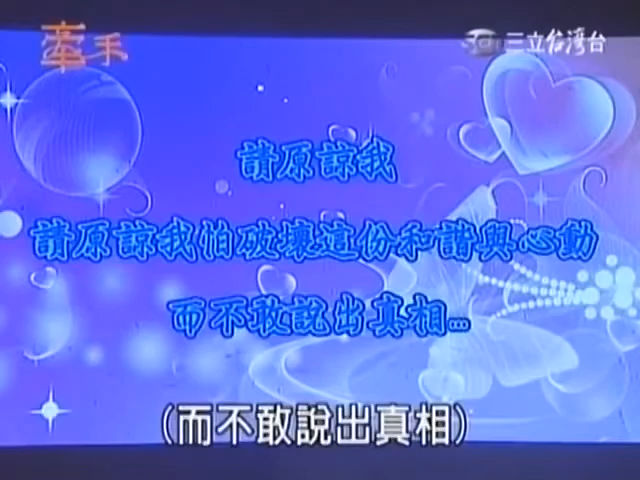 牽手
三立台灣台
請原諒我
請原諒我怕破壞這份和諧與心動
而不敢說出真相...
(而不敢說出真相)